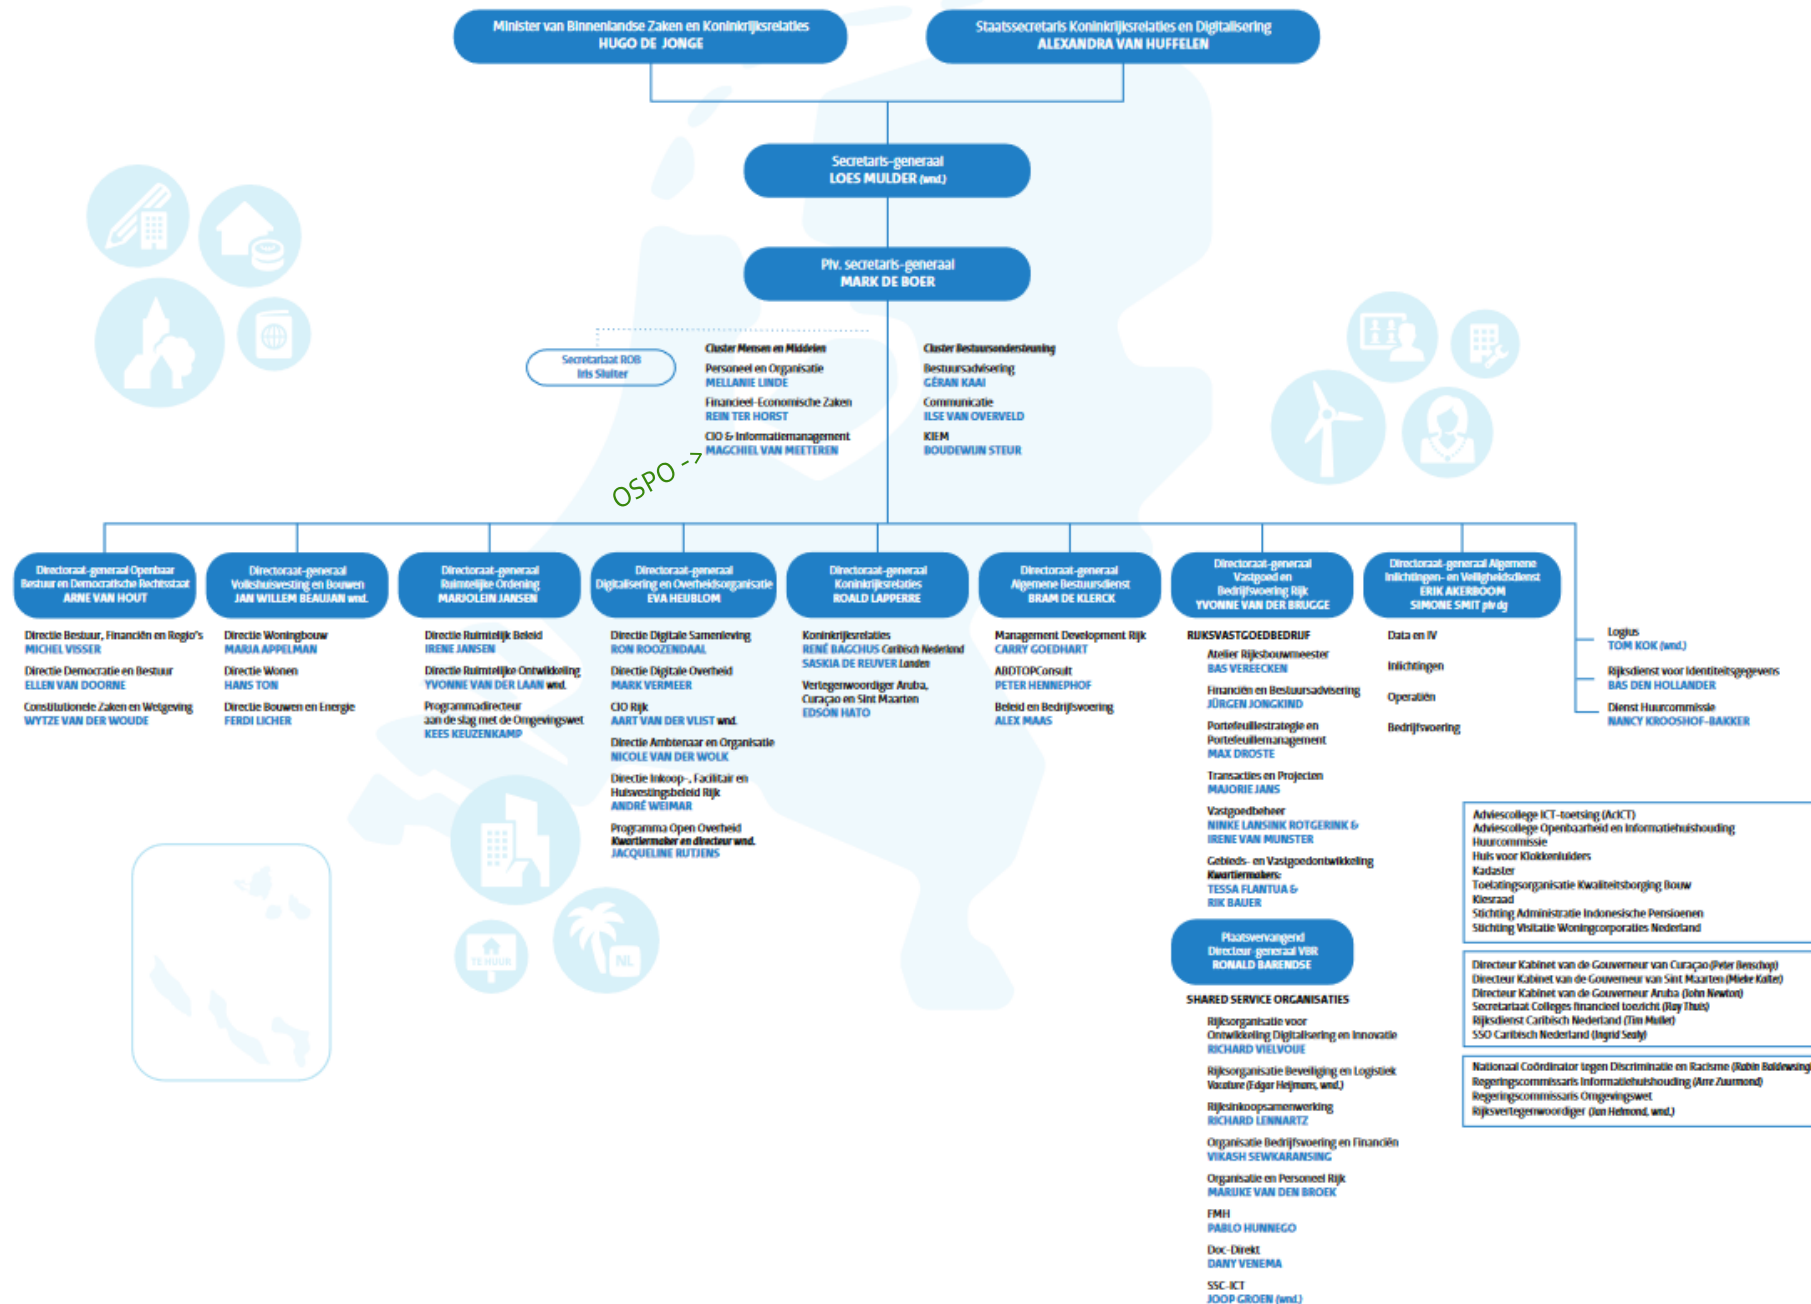 Minister van Binnenlandse Zaken en Koninkrijksrelaties
HUGO DE JONGE
Staatssecretaris Koninkrijksrelaties en Digitalisering
ALEXANDRA VAN HUFFELEN
Secretaris-generaal
LOES MULDER (wnd.)
Plv. secretaris-generaal
MARK DE BOER
Secretariaat ROB
Iris Sluiter
Cluster Mensen en Middelen
Personeel en Organisatie
MELLANIE LINDE
Financieel-Economische Zaken
REIN TER HORST
CIO & Informatiemanagement
MAGCHIEL VAN MEETEREN
OSPO ->
Cluster Bestuursondersteuning
Bestuursadvisering
GÉRAN KAAI
Communicatie
ILSE VAN OVERVELD
KIEM
BOUDEWIJN STEUR
Directoraat-generaal Openbaar
Bestuur en Democratische Rechtsstaat
ARNE VAN HOUT
Directie Bestuur, Financiën en Regio's
MICHEL VISSER
Directie Democratie en Bestuur
ELLEN VAN DOORNE
Constitutionele Zaken en Wetgeving
WYTZE VAN DER WOUDE
Directoraat-generaal
Volkshuisvesting en Bouwen
JAN WILLEM BEAUJAN wnd.
Directie Woningbouw
MARJA APPELMAN
Directie Wonen
HANS TON
Directie Bouwen en Energie
FERDI LICHER
Directoraat-generaal
Ruimtelijke Ordening
MARJOLEIN JANSEN
Directie Ruimtelijk Beleid
IRENE JANSEN
Directie Ruimtelijke Ontwikkeling
YVONNE VAN DER LAAN wnd.
Programmadirecteur
aan de slag met de Omgevingswet
KEES KEUZENKAMP
Directoraat-generaal
Digitalisering en Overheidsorganisatie
EVA HEIJBLOM
Directie Digitale Samenleving
RON ROOZENDAAL
Directie Digitale Overheid
MARK VERMEER
CIO Rijk
AART VAN DER VLIST wnd.
Directie Ambtenaar en Organisatie
NICOLE VAN DER WOLK
Directie Inkoop-, Facilitair en
Huisvestingsbeleid Rijk
ANDRÉ WEIMAR
Programma Open Overheid
Kwartiermaker en directeur wnd.
JACQUELINE RUTJENS
Directoraat-generaal
Koninkrijksrelaties
ROALD LAPPERRE
Koninkrijksrelaties
RENÉ BAGCHUS Caribisch Nederland
SASKIA DE REUVER Landen
Vertegenwoordiger Aruba,
Curaçao en Sint Maarten
EDSON HATO
Directoraat-generaal
Algemene Bestuursdienst
BRAM DE KLERCK
Management Development Rijk
CARRY GOEDHART
ABDTOPConsult
PETER HENNEPHOF
Beleid en Bedrijfsvoering
ALEX MAAS
Directoraat-generaal
Vastgoed en
Bedrijfsvoering Rijk
YVONNE VAN DER BRUGGE
RIJKSVASTGOEDBEDRIJF
Atelier Rijksbouwmeester
BAS VEREECKEN
Financiën en Bestuursadvisering
JÜRGEN JONGKIND
Portefeuillestrategie en
Portefeuillemanagement
MAX DROSTE
Transacties en Projecten
MAJORIE JANS
Vastgoedbeheer
NINKE LANSINK ROTGERINK &
IRENE VAN MUNSTER
Gebieds- en Vastgoedontwikkeling
Kwartiermakers:
TESSA FLANTUA &
RIK BAUER
Plaatsvervangend
Directeur-generaal VBR
RONALD BARENDSE
SHARED SERVICE ORGANISATIES
Rijksorganisatie voor
Ontwikkeling Digitalisering en Innovatie
RICHARD VIELVOIJE
Rijksorganisatie Beveiliging en Logistiek
Vacature (Edgar Heijmans, wnd.)
Rijksinkoopsamenwerking
RICHARD LENNARTZ
Organisatie Bedrijfsvoering en Financiën
VIKASH SEWKARANSING
Organisatie en Personeel Rijk
MARIJKE VAN DEN BROEK
FMH
PABLO HUNNEGO
Doc-Direkt
DANY VENEMA
SSC-ICT
JOOP GROEN (wnd.)
Directoraat-generaal Algemene
Inlichtingen- en Veiligheidsdienst
ERIK AKERBOOM
SIMONE SMIT plv dg
Data en IV
Inlichtingen
Operatiën
Bedrijfsvoering
Logius
TOM KOK (wnd.)
Rijksdienst voor Identiteitsgegevens
BAS DEN HOLLANDER
Dienst Huurcommissie
NANCY KROOSHOF-BAKKER
Adviescollege ICT-toetsing (AcICT)
Adviescollege Openbaarheid en Informatiehuishouding
Huurcommissie
Huis voor Klokkenluiders
Kadaster
Toelatingsorganisatie Kwaliteitsborging Bouw
Kiesraad
Stichting Administratie Indonesische Pensioenen
Stichting Visitatie Woningcorporaties Nederland
Directeur Kabinet van de Gouverneur van Curaçao (Peter Benschop)
Directeur Kabinet van de Gouverneur van Sint Maarten (Mieke Kolter)
Directeur Kabinet van de Gouverneur Aruba (John Newton)
Secretariaat Colleges financieel toezicht (Ray Thuis)
Rijksdienst Caribisch Nederland (Tim Muller)
SSO Caribisch Nederland (Ingrid Sealy)
Nationaal Coördinator tegen Discriminatie en Racisme (Rabin Baldewsingh
Regeringscommissaris Informatiehuishouding (Arre Zuurmond)
Regeringscommissaris Omgevingswet
Rijksvertegenwoordiger (Jan Helmond, wnd.)
TE HUUR
NL